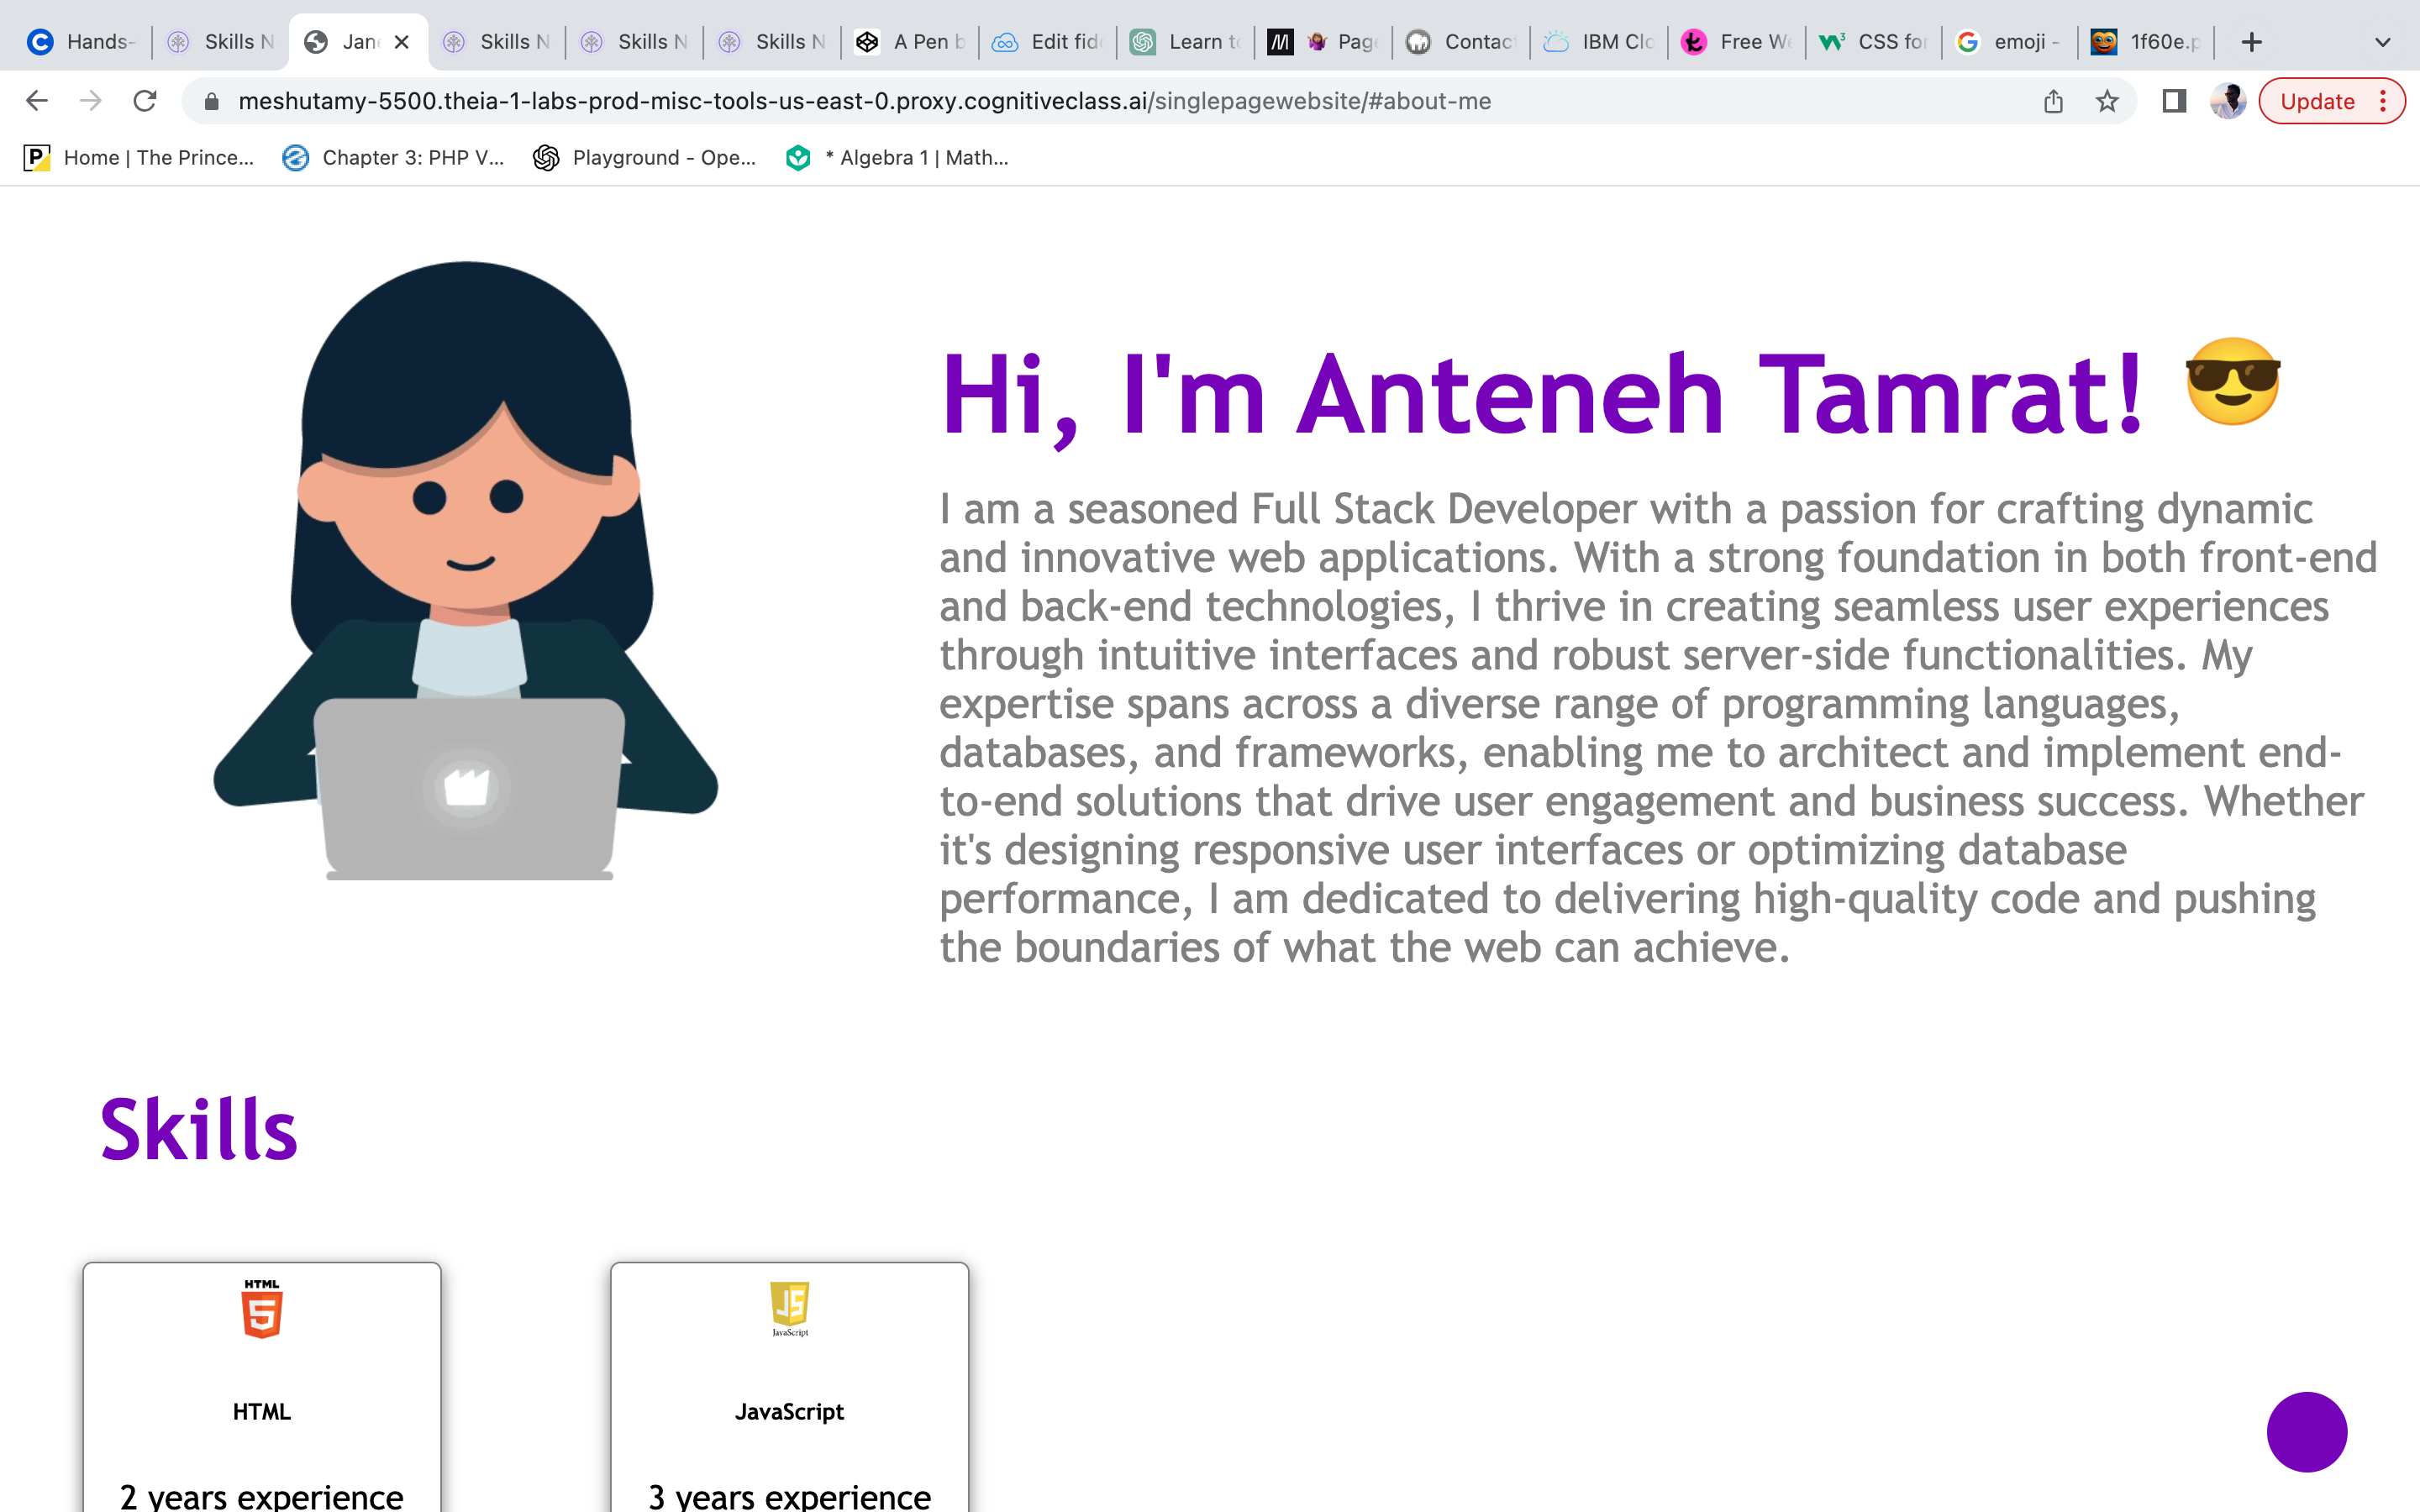 Hands-
Skills N
Jane
Skills N
Skills N
Skills N
A Pen b
Edit fid
Learn to
Page
Contac
IBM Clo
Free We
CSS for
emoji -
1f60e.p
meshutamy-5500.theia-1-labs-prod-misc-tools-us-east-0.proxy.cognitiveclass.ai/singlepagewebsite/#about-me
Update
Home | The Prince...
Chapter 3: PHP V...
Playground - Ope...
* Algebra 1 | Math...
Hi, I'm Anteneh Tamrat! 😎
I am a seasoned Full Stack Developer with a passion for crafting dynamic
and innovative web applications. With a strong foundation in both front-end
and back-end technologies, I thrive in creating seamless user experiences
through intuitive interfaces and robust server-side functionalities. My
expertise spans across a diverse range of programming languages,
databases, and frameworks, enabling me to architect and implement end-
to-end solutions that drive user engagement and business success. Whether
it's designing responsive user interfaces or optimizing database
performance, I am dedicated to delivering high-quality code and pushing
the boundaries of what the web can achieve.
Skills
HTML
5
HTML
2 years experience
JS
JavaScript
JavaScript
3 years experience